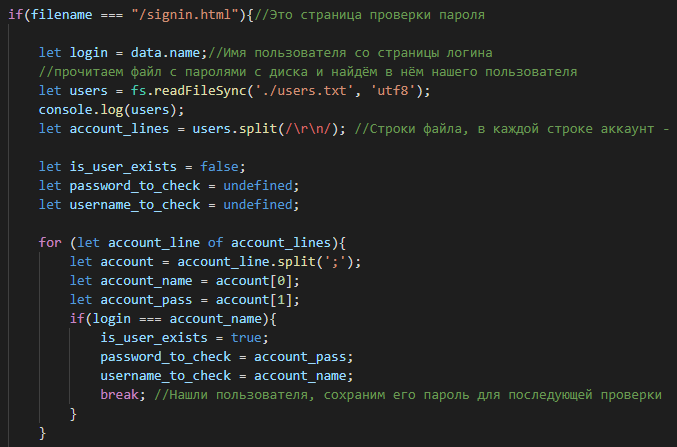 if(filename === "/signin.html"){//Это страница проверки пароля
let login = data.name;//Имя пользователя со страницы логина
//прочитаем файл с паролями с диска и найдём в нём нашего пользователя
let users = fs.readFileSync('./users.txt', 'utf8');
console.log(users);
let account_lines = users.split(/\r\n/); //Строки файла, в каждой строке аккаунт -
let is_user_exists = false;
let password_to_check = undefined;
let username_to_check = undefined;
for (let account_line of account_lines){
let account = account_line.split(';');
let account_name = account[0];
let account_pass = account[1];
if(login === account_name){
is_user_exists = true;
password_to_check = account_pass;
username_to_check = account_name;
break; //Нашли пользователя, сохраним его пароль для последующей проверки
}
}